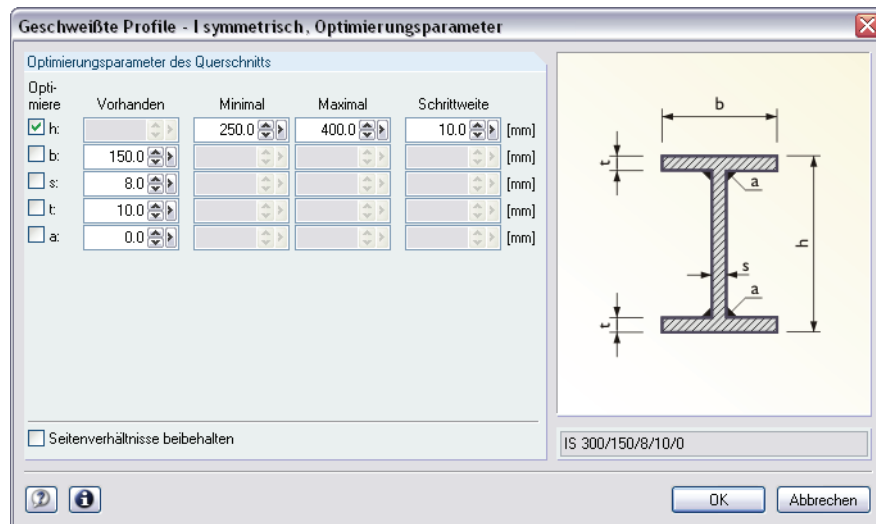 Geschweißte Profile - I symmetrisch, Optimierungsparameter
Optimierungsparameter des Querschnitts
Opti-
miere Vorhanden Minimal Maximal Schrittweite
h: 250.0 400.0 10.0 [mm]
b: 150.0 [mm]
s: 8.0 [mm]
t: 10.0 [mm]
a: 0.0 [mm]
Seitenverhältnisse beibehalten
b
t
a
h
s
a
t
IS 300/150/8/10/0
OK Abbrechen